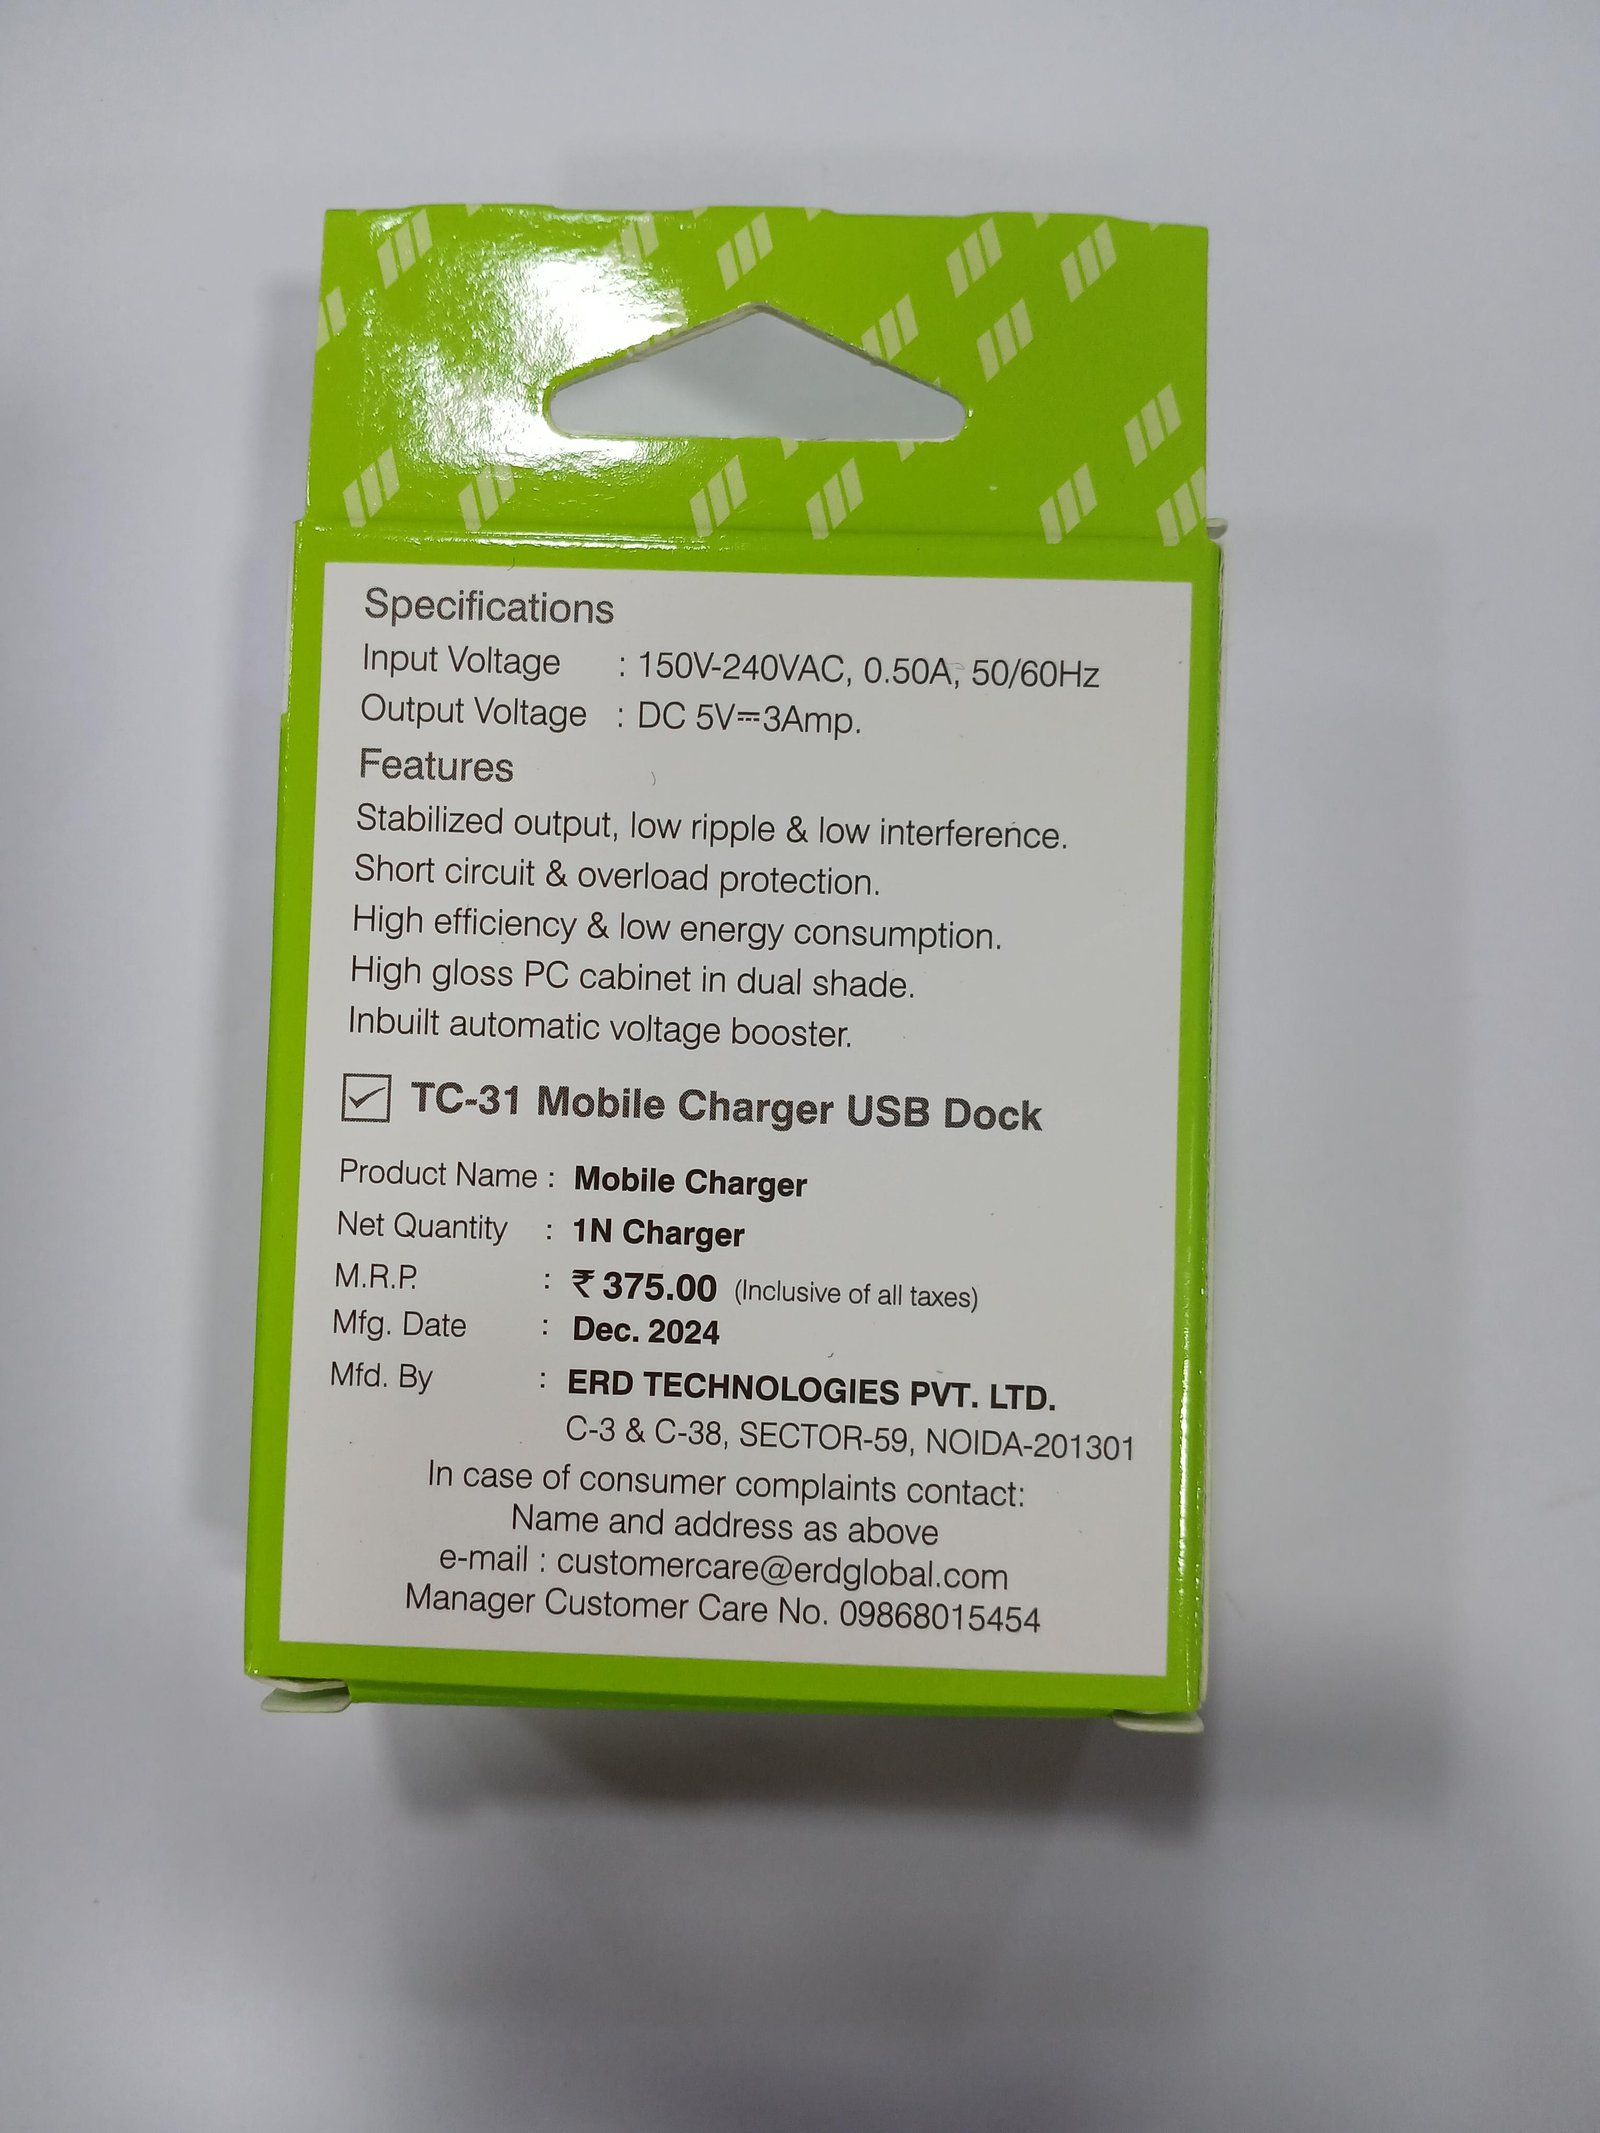 Specifications
Input Voltage : 150V-240VAC, 0.50A, 50/60Hz
Output Voltage : DC 5V⎓3Amp.
Features
Stabilized output, low ripple & low interference.
Short circuit & overload protection.
High efficiency & low energy consumption.
High gloss PC cabinet in dual shade.
Inbuilt automatic voltage booster.
☑ TC-31 Mobile Charger USB Dock
Product Name : Mobile Charger
Net Quantity : 1N Charger
M.R.P. : ₹ 375.00 (Inclusive of all taxes)
Mfg. Date : Dec. 2024
Mfd. By : ERD TECHNOLOGIES PVT. LTD.
C-3 & C-38, SECTOR-59, NOIDA-201301
In case of consumer complaints contact:
Name and address as above
e-mail : customercare@erdglobal.com
Manager Customer Care No. 09868015454